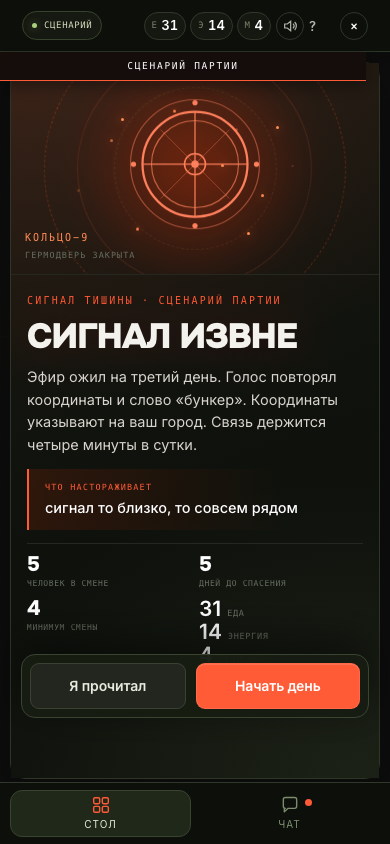 СЦЕНАРИЙ
Е 31 Э 14 М 4 ? ×
СЦЕНАРИЙ ПАРТИИ
КОЛЬЦО-9
ГЕРМОДВЕРЬ ЗАКРЫТА
СИГНАЛ ТИШИНЫ · СЦЕНАРИЙ ПАРТИИ
СИГНАЛ ИЗВНЕ
Эфир ожил на третий день. Голос повторял
координаты и слово «бункер». Координаты
указывают на ваш город. Связь держится
четыре минуты в сутки.
ЧТО НАСТОРАЖИВАЕТ
сигнал то близко, то совсем рядом
5
ЧЕЛОВЕК В СМЕНЕ
5
ДНЕЙ ДО СПАСЕНИЯ
4
МИНИМУМ СМЕНЫ
31 ЕДА
14 ЭНЕРГИЯ
Я прочитал
Начать день
СТОЛ
ЧАТ